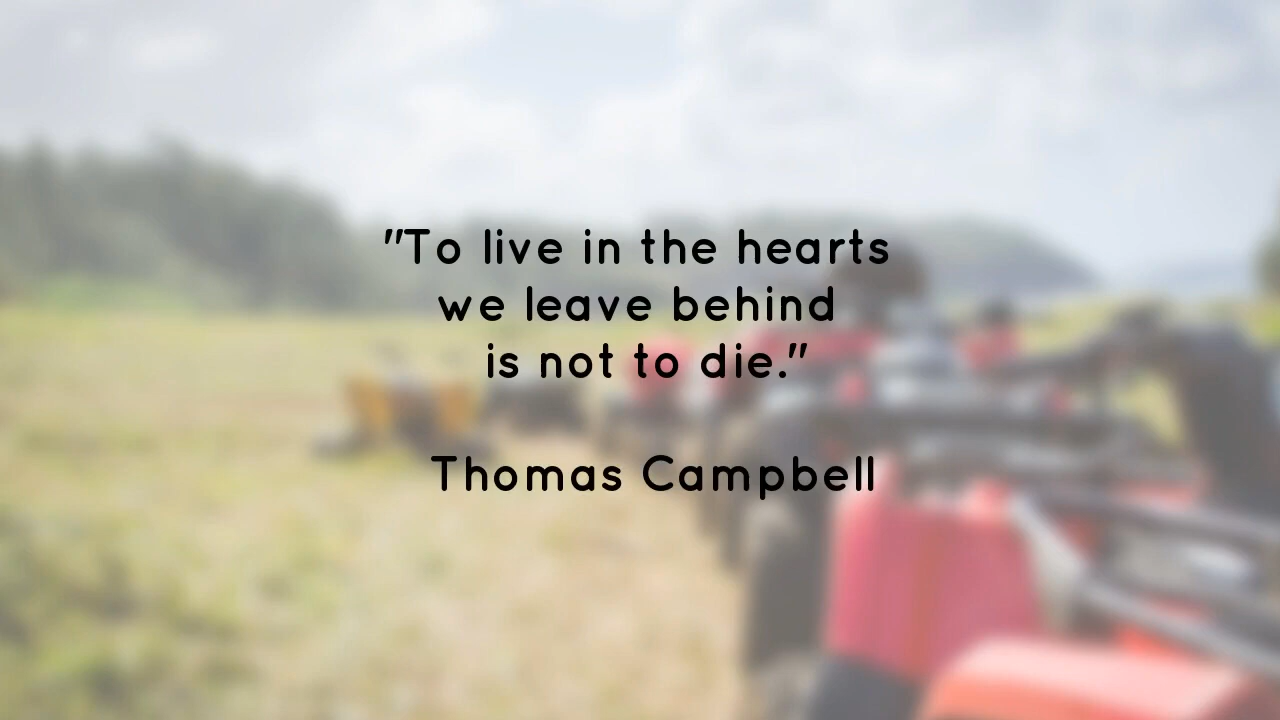 "To live in the hearts
we leave behind
is not to die."
Thomas Campbell